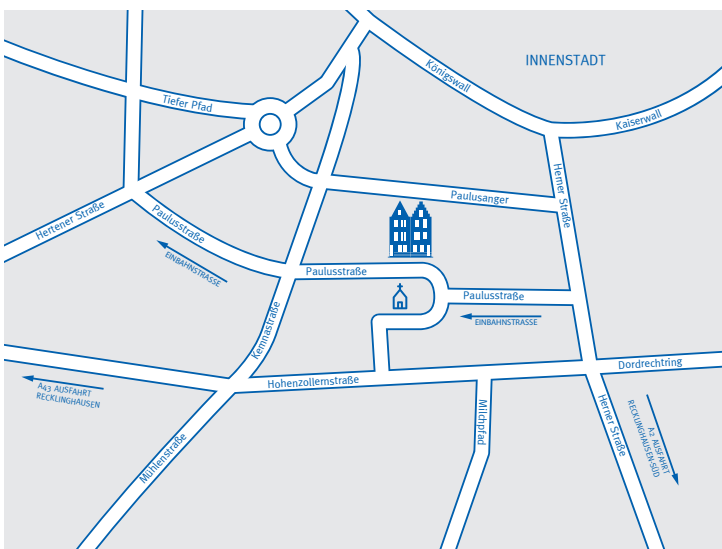 INNENSTADT
Königswall
Kaiserwall
Tiefer Pfad
Herner Straße
Paulusanger
Hertener Straße
Paulusstraße
EINBAHNSTRASSE
Paulusstraße
Paulusstraße
EINBAHNSTRASSE
Kemnastraße
Hohenzollernstraße
Dordrechtring
A43 AUSFAHRT
RECKLINGHAUSEN
Milchpfad
Herner Straße
A2 AUSFAHRT
RECKLINGHAUSEN-SÜD
Mühlenstraße